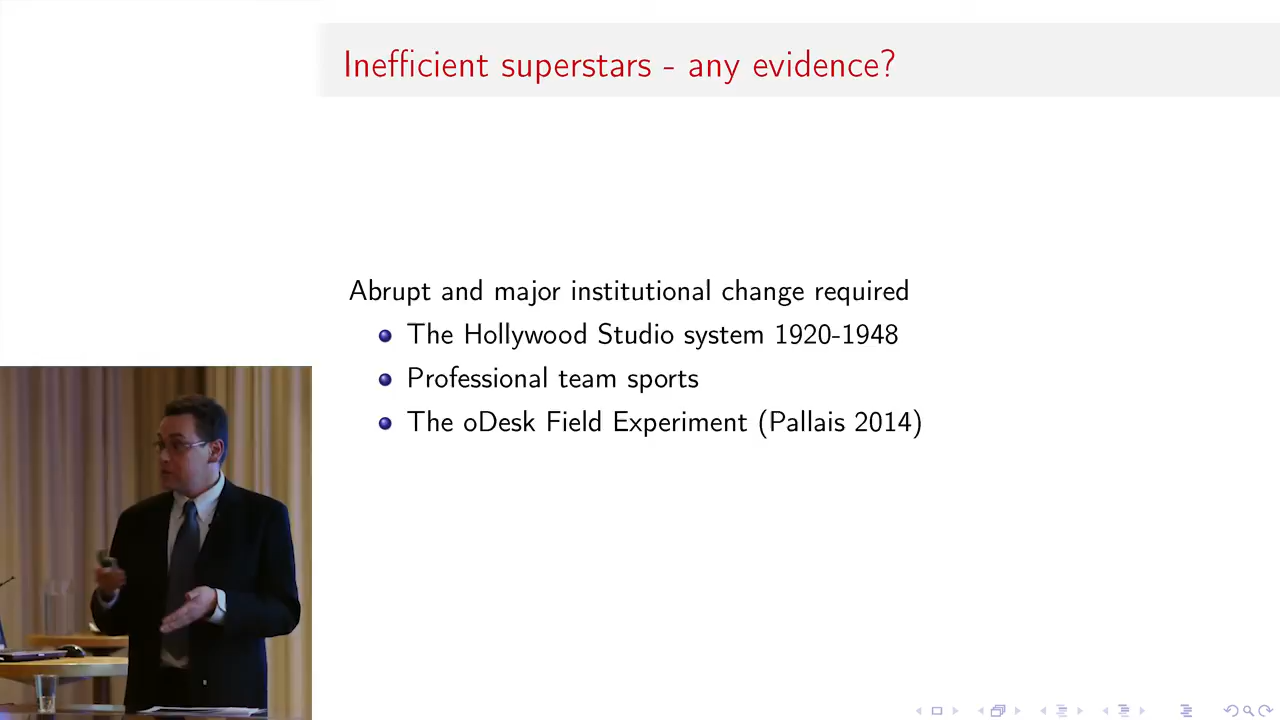 Inefficient superstars - any evidence?
Abrupt and major institutional change required
The Hollywood Studio system 1920-1948
Professional team sports
The oDesk Field Experiment (Pallais 2014)